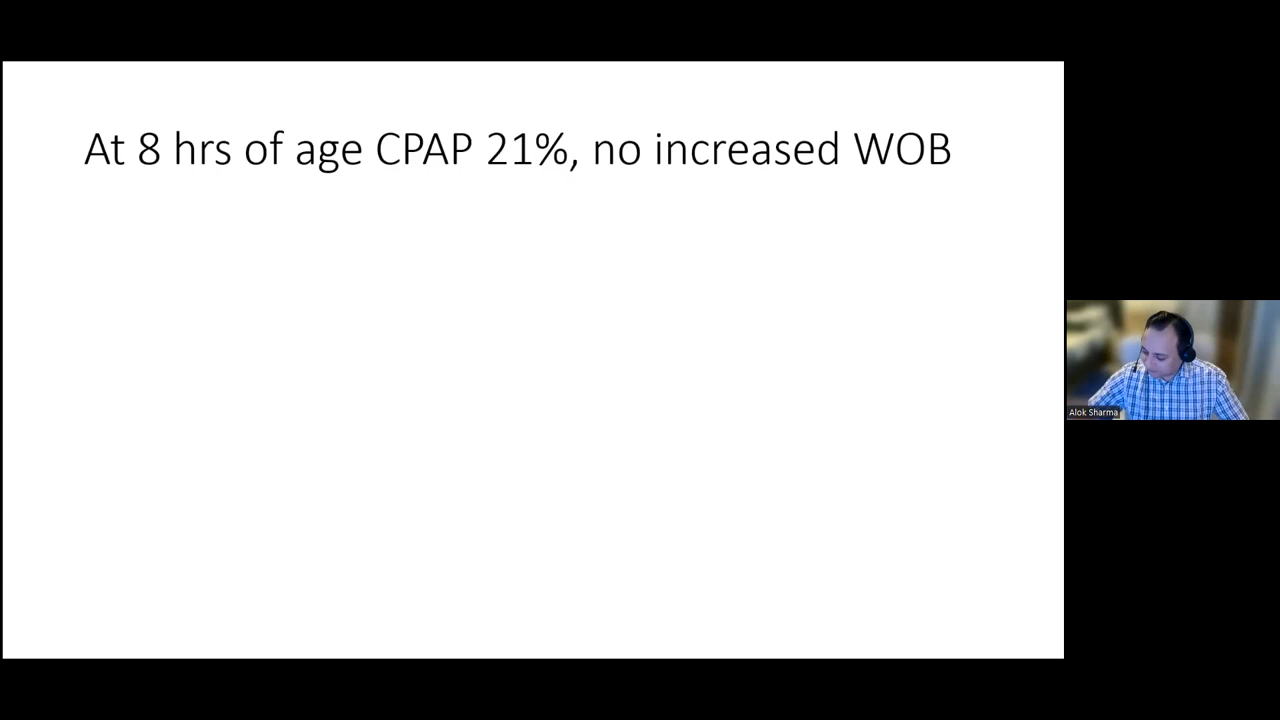 At 8 hrs of age CPAP 21%, no increased WOB
Alok Sharma